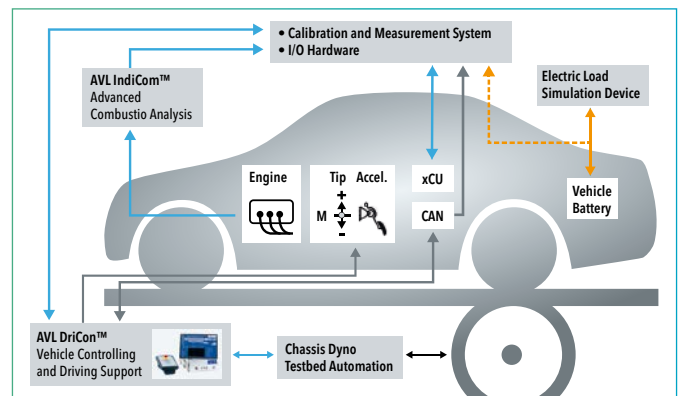 • Calibration and Measurement System
• I/O Hardware
AVL IndiCom™
Advanced
Combustio Analysis
Electric Load
Simulation Device
Engine
Tip Accel.
+
M
-
xCU
CAN
Vehicle
Battery
AVL DriCon™
Vehicle Controlling
and Driving Support
Chassis Dyno
Testbed Automation